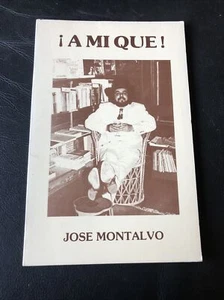 ¡ A MI QUE !
JOSE MONTALVO